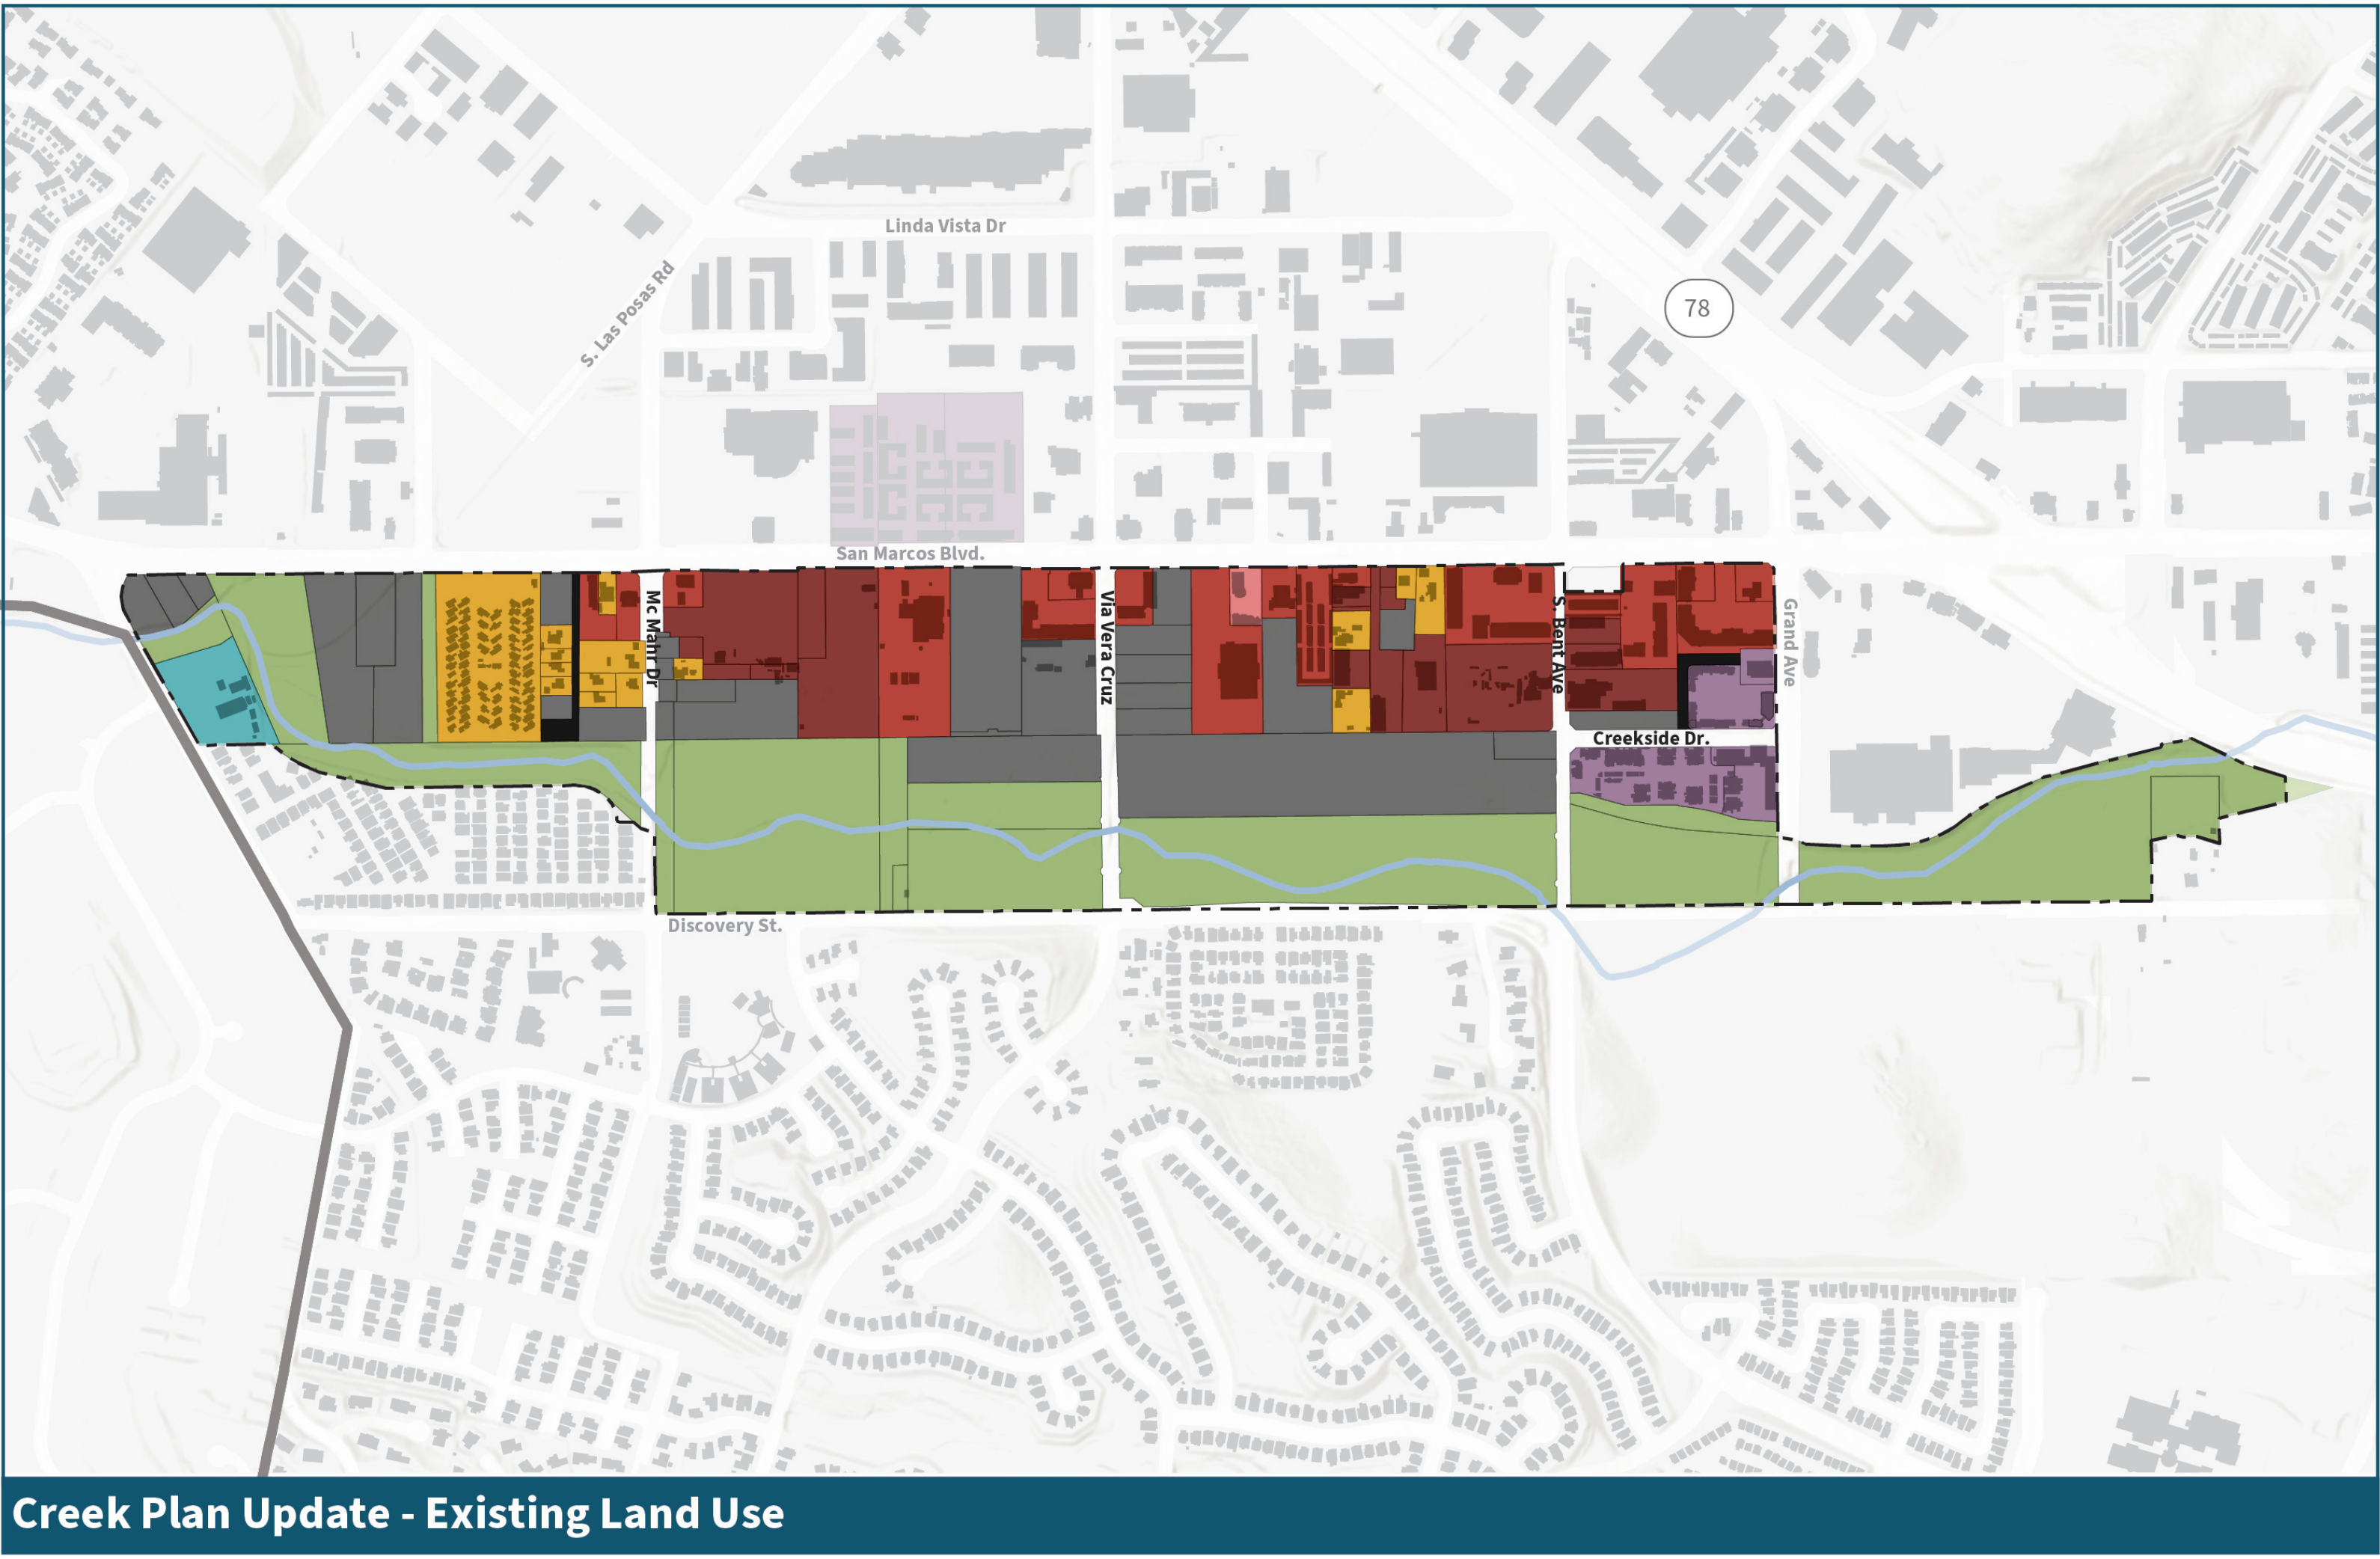 Linda Vista Dr
S. Las Posas Rd
78
San Marcos Blvd.
Mc Mahr Dr
Via Vera Cruz
S. Bent Ave
Grand Ave
Creekside Dr.
Discovery St.
Creek Plan Update - Existing Land Use